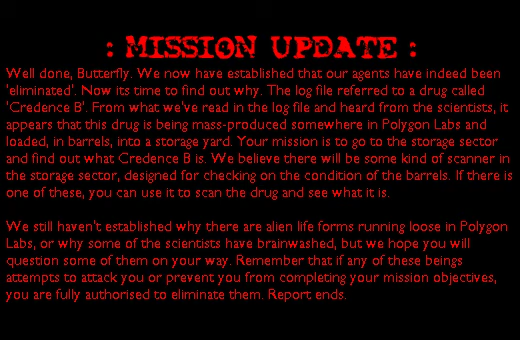 : MISSION UPDATE :
Well done, Butterfly. We now have established that our agents have indeed been
'eliminated'. Now its time to find out why. The log file referred to a drug called
'Credence B'. From what we've read in the log file and heard from the scientists, it
appears that this drug is being mass-produced somewhere in Polygon Labs and
loaded, in barrels, into a storage yard. Your mission is to go to the storage sector
and find out what Credence B is. We believe there will be some kind of scanner in
the storage sector, designed for checking on the condition of the barrels. If there is
one of these, you can use it to scan the drug and see what it is.
We still haven't established why there are alien life forms running loose in Polygon
Labs, or why some of the scientists have brainwashed, but we hope you will
question some of them on your way. Remember that if any of these beings
attempts to attack you or prevent you from completing your mission objectives,
you are fully authorised to eliminate them. Report ends.